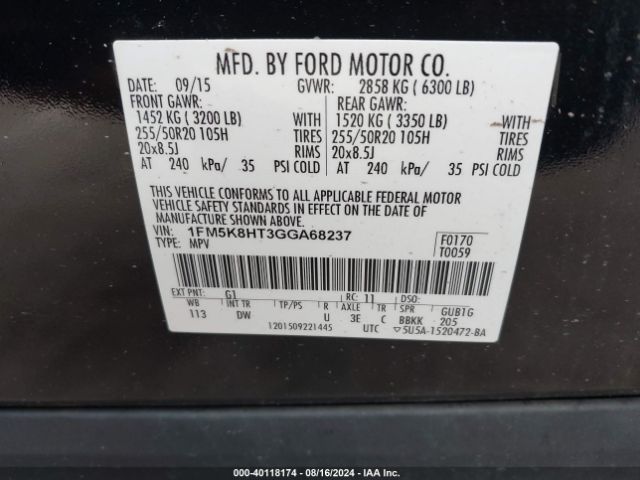 MFD. BY FORD MOTOR CO.
DATE: 09/15 GVWR: 2858 KG ( 6300 LB)
FRONT GAWR: REAR GAWR:
1452 KG ( 3200 LB) WITH 1520 KG ( 3350 LB) WITH
255/50R20 105H TIRES 255/50R20 105H TIRES
20x8.5J RIMS 20x8.5J RIMS
AT 240 kPa/ 35 PSI COLD AT 240 kPa/ 35 PSI COLD
THIS VEHICLE CONFORMS TO ALL APPLICABLE FEDERAL MOTOR
VEHICLE SAFETY STANDARDS IN EFFECT ON THE DATE OF
MANUFACTURE SHOWN ABOVE.
VIN: 1FM5K8HT3GGA68237 F0170
TYPE: MPV T0059
EXT PNT: G1 RC: 11 DSO:
WB INT TR TP/PS R AXLE TR SPR GUB1G
113 DW U 3E C BBKK 205
1201509221445 UTC ▽5U5A-1520472-BA
000-40118174 / 08/16/2024 / IAA Inc.